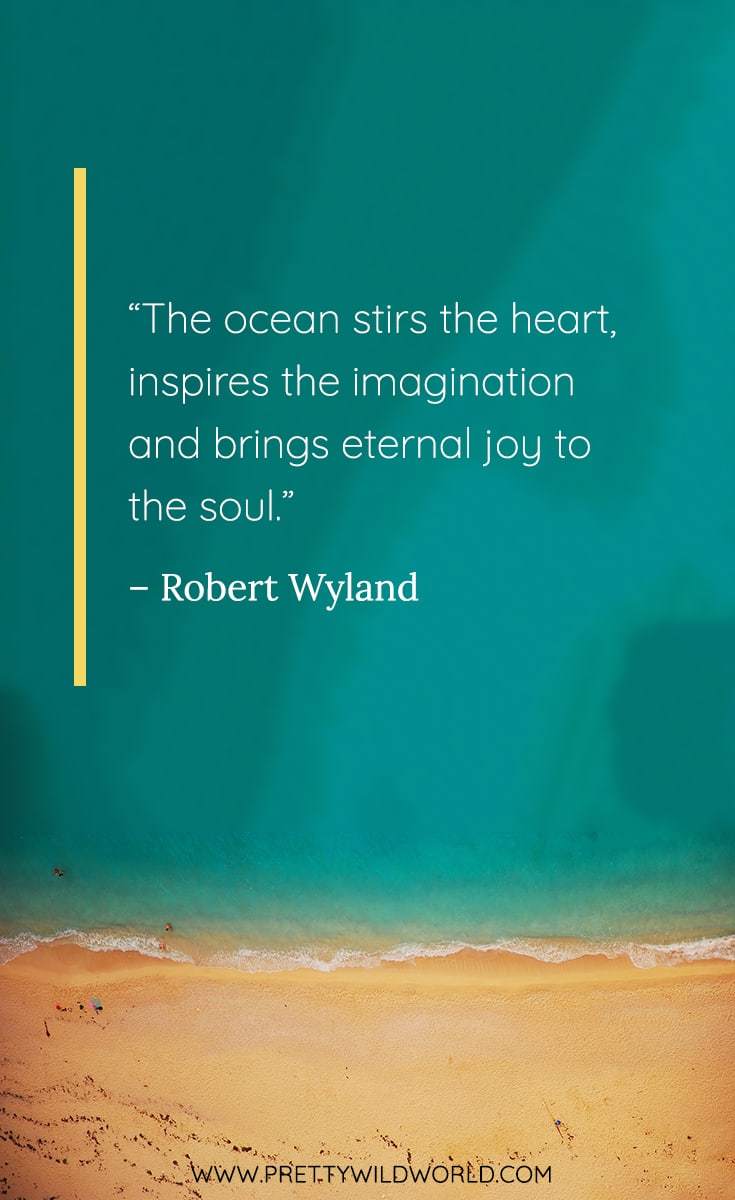 “The ocean stirs the heart,
inspires the imagination
and brings eternal joy to
the soul.”
– Robert Wyland
WWW.PRETTYWILDWORLD.COM